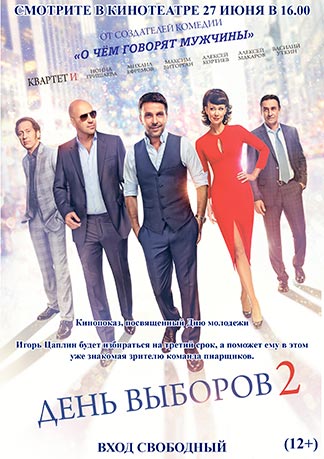 СМОТРИТЕ В КИНОТЕАТРЕ 27 ИЮНЯ В 16.00
ОТ СОЗДАТЕЛЕЙ КОМЕДИИ
«О ЧЁМ ГОВОРЯТ МУЖЧИНЫ»
КВАРТЕТ И
НОННА ГРИШАЕВА
МИХАИЛ ЕФРЕМОВ
МАКСИМ ВИТОРГАН
АЛЕКСЕЙ КОРТНЕВ
АЛЕКСЕЙ МАКАРОВ
ВАСИЛИЙ УТКИН
Кинопоказ, посвященный Дню молодежи
Игорь Цаплин будет избираться на третий срок, а поможет ему в этом
уже знакомая зрителю команда пиарщиков.
ДЕНЬ ВЫБОРОВ 2
ВХОД СВОБОДНЫЙ (12+)